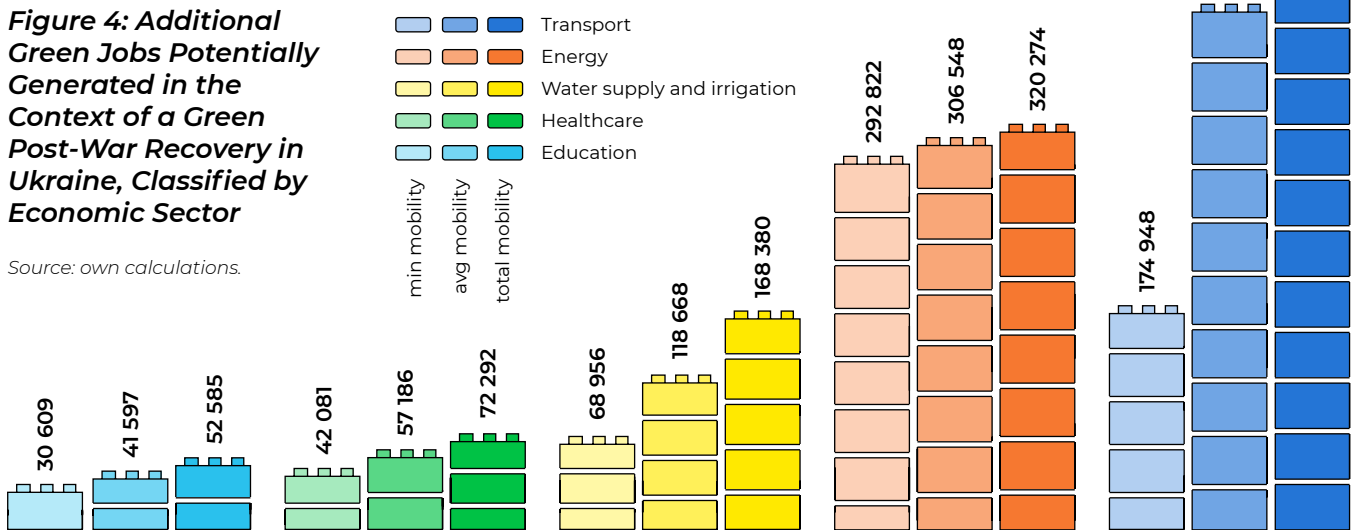 Figure 4: Additional
Green Jobs Potentially
Generated in the
Context of a Green
Post-War Recovery in
Ukraine, Classified by
Economic Sector
Source: own calculations.
Transport
Energy
Water supply and irrigation
Healthcare
Education
min mobility
avg mobility
total mobility
30 609
41 597
52 585
42 081
57 186
72 292
68 956
118 668
168 380
292 822
306 548
320 274
174 948